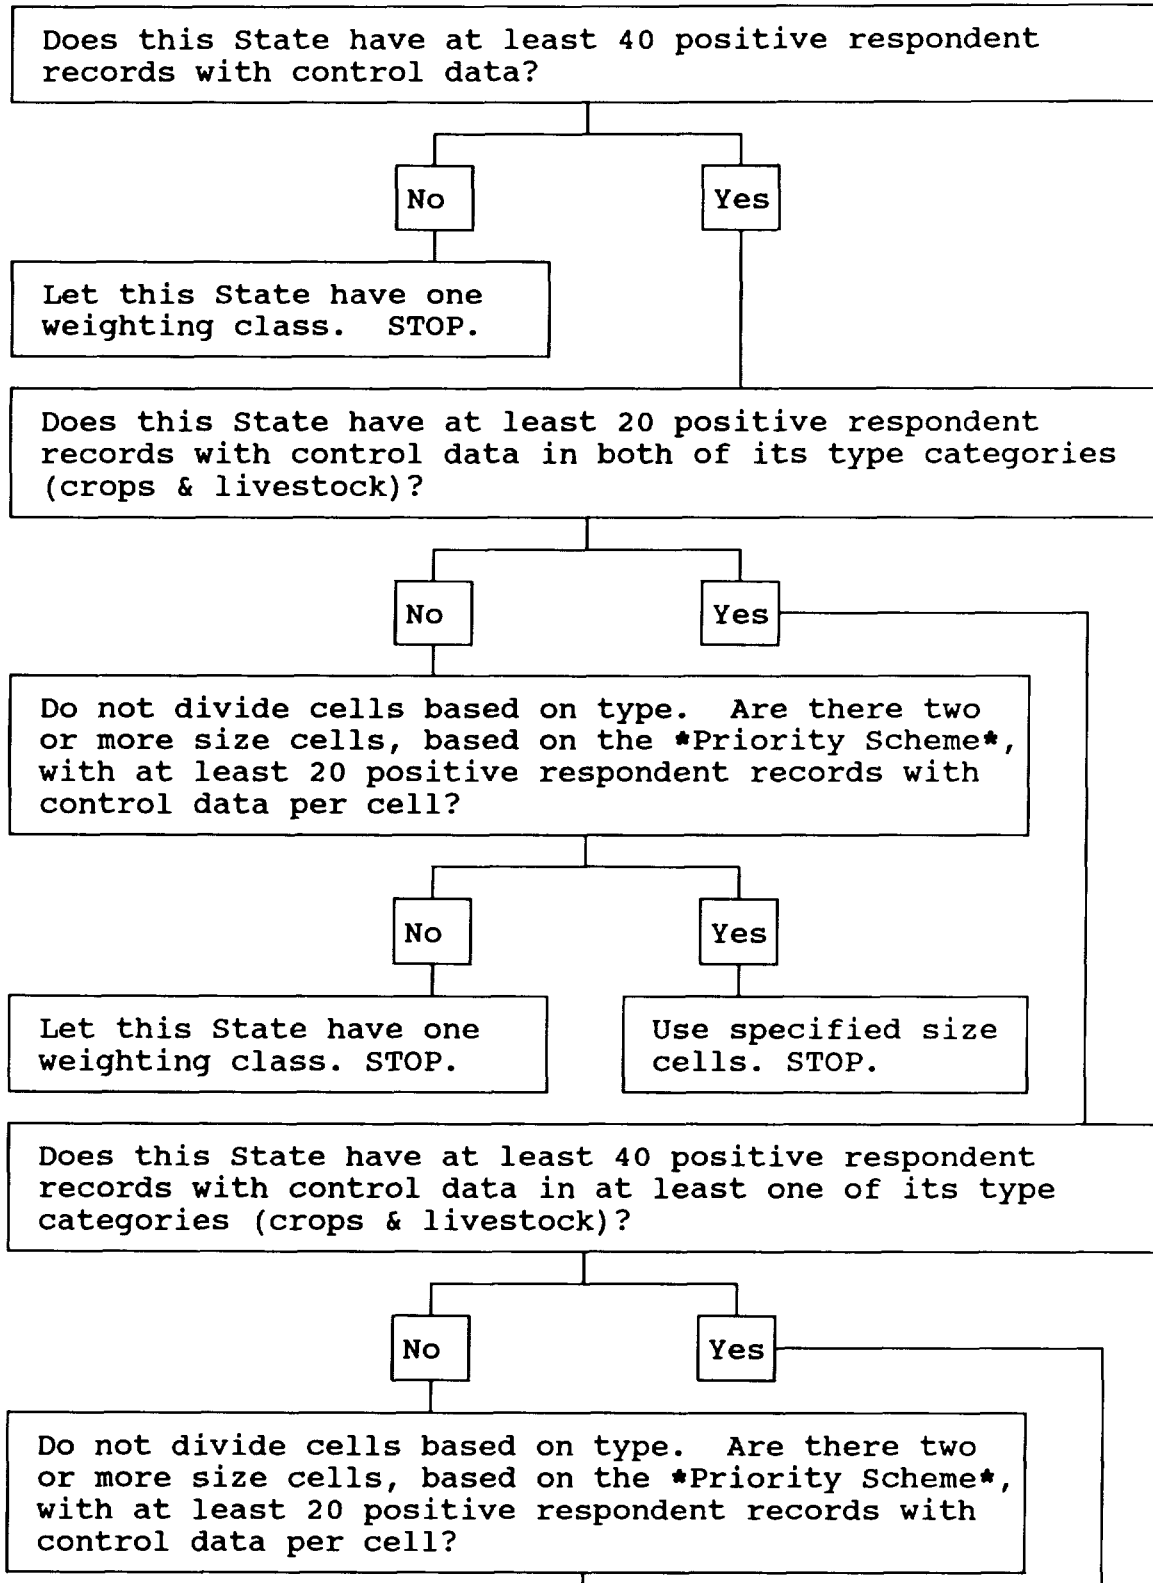 Does this State have at least 40 positive respondent
records with control data?
No
Yes
Let this State have one
weighting class. STOP.
Does this State have at least 20 positive respondent
records with control data in both of its type categories
(crops & livestock)?
No
Yes
Do not divide cells based on type. Are there two
or more size cells, based on the *Priority Scheme*,
with at least 20 positive respondent records with
control data per cell?
No
Yes
Let this State have one
weighting class. STOP.
Use specified size
cells. STOP.
Does this State have at least 40 positive respondent
records with control data in at least one of its type
categories (crops & livestock)?
No
Yes
Do not divide cells based on type. Are there two
or more size cells, based on the *Priority Scheme*,
with at least 20 positive respondent records with
control data per cell?